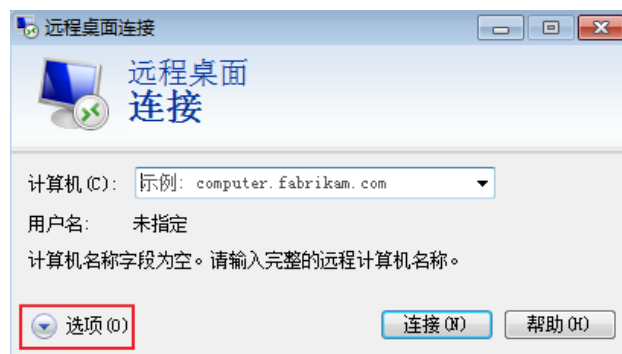 远程桌面连接
远程桌面
连接
计算机(C): 示例: computer.fabrikam.com
用户名: 未指定
计算机名称字段为空。请输入完整的远程计算机名称。
选项(O) 连接(N) 帮助(H)